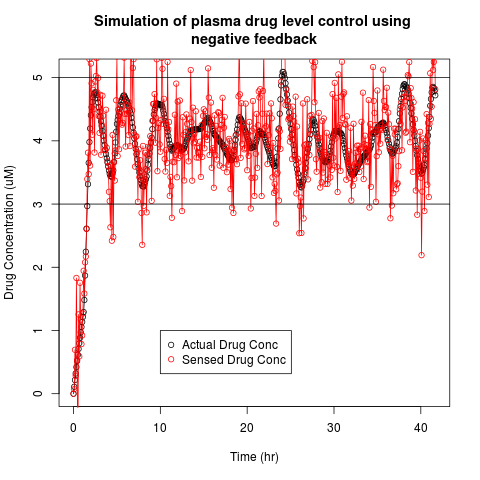 Simulation of plasma drug level control using
negative feedback
Drug Concentration (uM)
5
4
3
2
1
0
Actual Drug Conc
Sensed Drug Conc
0 10 20 30 40
Time (hr)